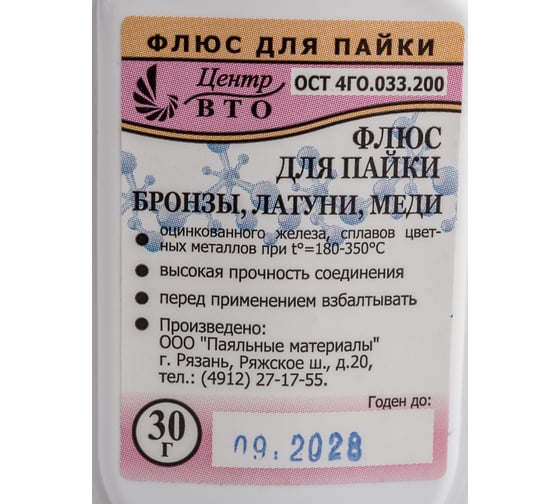 ФЛЮС ДЛЯ ПАЙКИ
Центр
ВТО
ОСТ 4ГО.033.200
ФЛЮС
ДЛЯ ПАЙКИ
БРОНЗЫ, ЛАТУНИ, МЕДИ
● оцинкованного железа, сплавов цвет-
ных металлов при t°=180-350°C
● высокая прочность соединения
● перед применением взбалтывать
● Произведено:
ООО "Паяльные материалы"
г. Рязань, Ряжское ш., д.20,
тел.: (4912) 27-17-55.
Годен до:
30
г
09. 2028